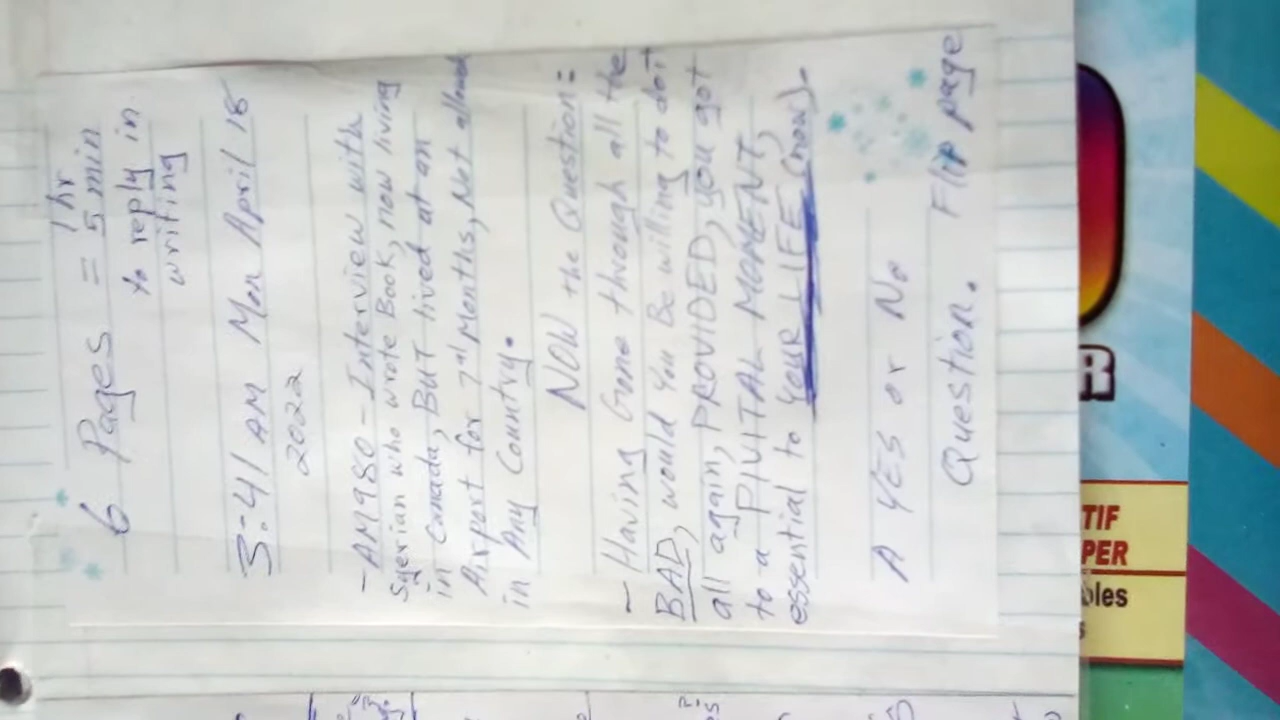 6 Pages = 1 hr
5 min
to reply in
writing
3:41 AM Mon April 18
2022
- AM980 - Interview with
Syerian who wrote Book, now living
in Canada, BUT lived at an
Airport for 7 Months, Not allowed
in Any Country.
NOW the Question:
- Having Gone through all the
BAD, would You Be willing to do it
all again, PROVIDED, you got
to a PIVITAL MOMENT,
essential to YOUR LIFE (now).
A YES or No
Question. Flip page
R
TIF
PER
bles
s